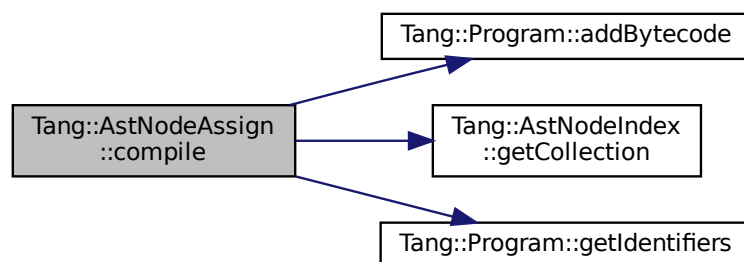 Tang::Program::addBytecode
Tang::AstNodeAssign
::compile
Tang::AstNodeIndex
::getCollection
Tang::Program::getIdentifiers